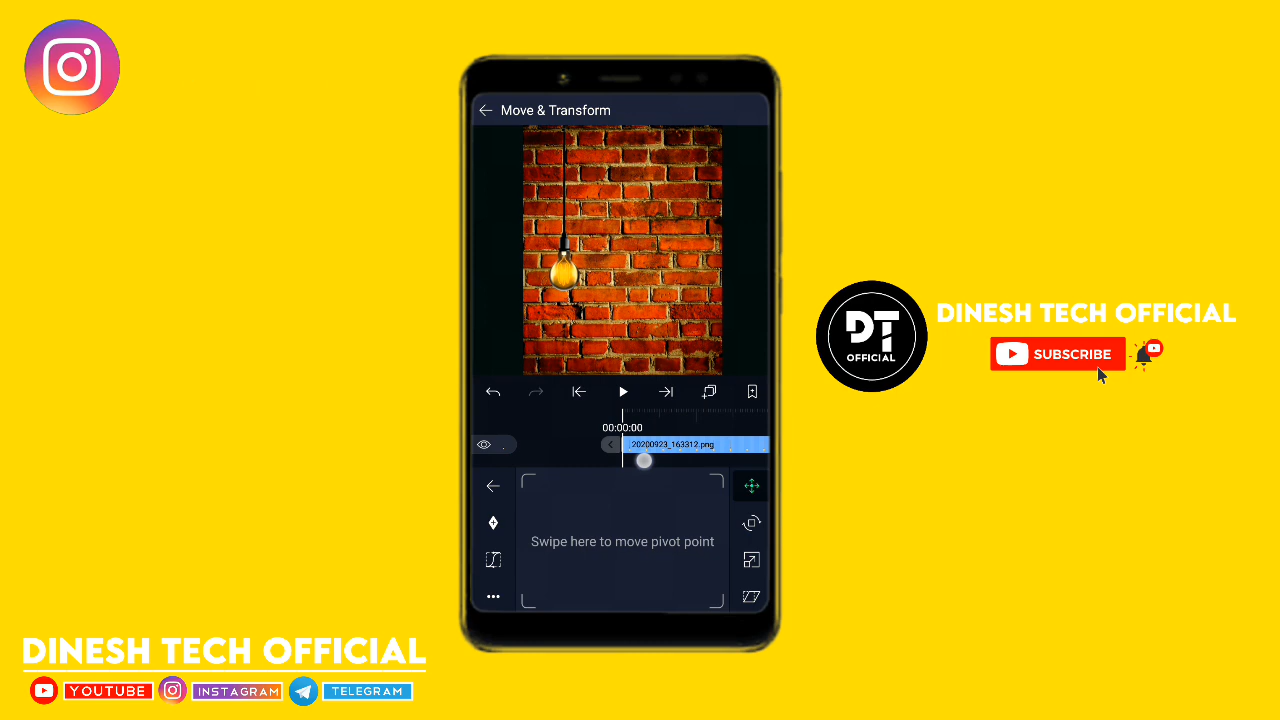 Move & Transform
00:00:00
20200923_163312.png
Swipe here to move pivot point
DT
OFFICIAL
DINESH TECH OFFICIAL
SUBSCRIBE
DINESH TECH OFFICIAL
YOUTUBE
INSTAGRAM
TELEGRAM